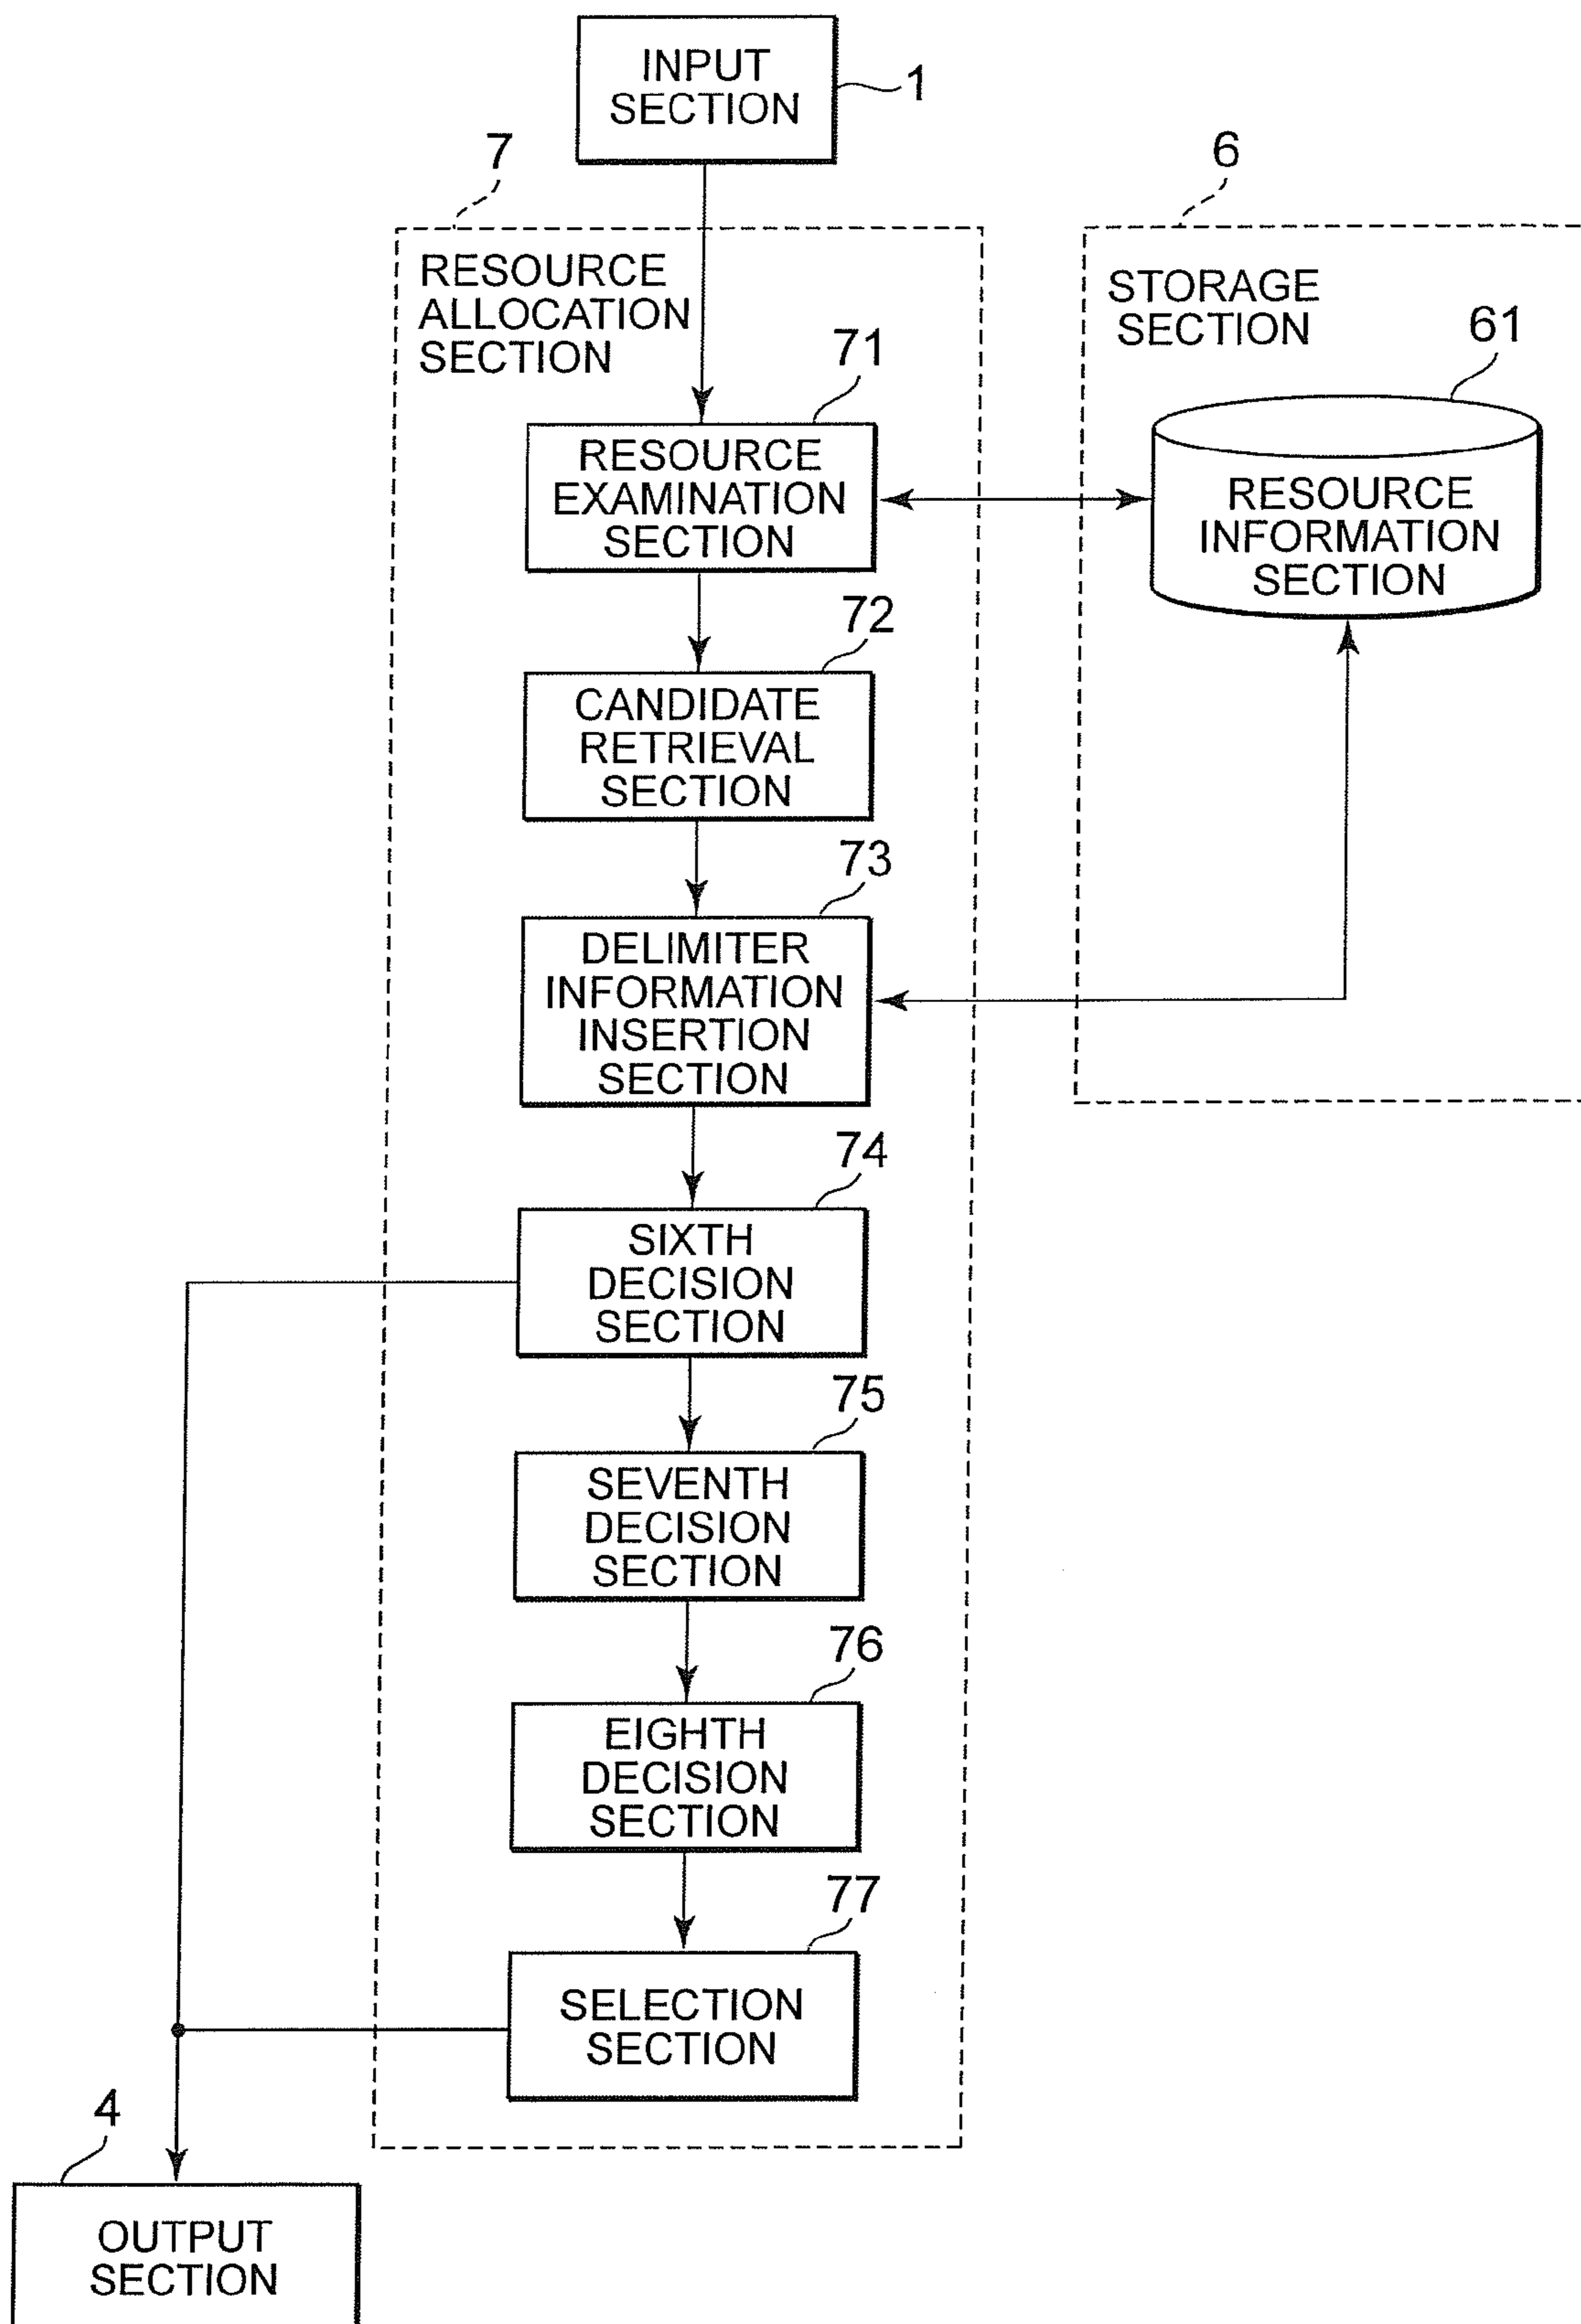 INPUT
SECTION
1
7
6
RESOURCE
ALLOCATION
SECTION
STORAGE
SECTION
71
61
RESOURCE
EXAMINATION
SECTION
RESOURCE
INFORMATION
SECTION
72
CANDIDATE
RETRIEVAL
SECTION
73
DELIMITER
INFORMATION
INSERTION
SECTION
74
SIXTH
DECISION
SECTION
75
SEVENTH
DECISION
SECTION
76
EIGHTH
DECISION
SECTION
77
SELECTION
SECTION
4
OUTPUT
SECTION